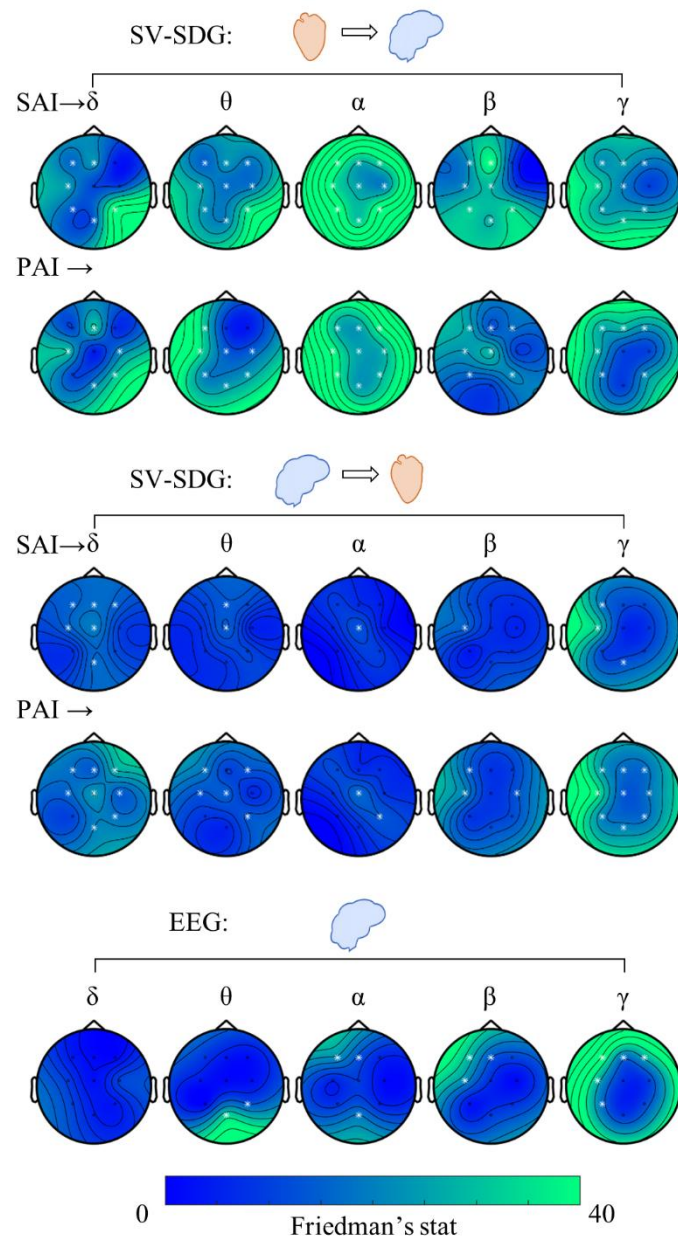 SV-SDG:
SAI→δ θ α β γ
PAI →
SV-SDG:
SAI→δ θ α β γ
PAI →
EEG:
δ θ α β γ
0 40
Friedman's stat